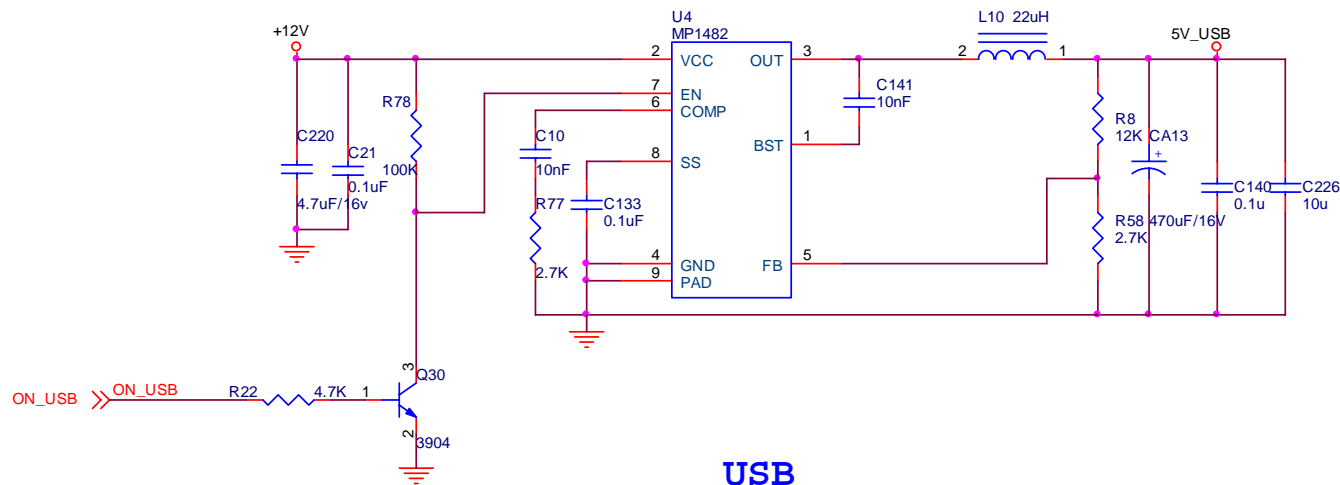 U4
MP1482
L10 22uH
+12V
5V_USB
2
VCC
OUT
3
2
1
7
EN
6
COMP
C141
10nF
R78
R8
12K
CA13
+
C220
C21
0.1uF
4.7uF/16v
100K
C10
10nF
8
SS
BST
1
R77
2.7K
C133
0.1uF
C140
0.1u
C226
10u
R58
2.7K
470uF/16V
4
GND
9
PAD
FB
5
3
Q30
ON_USB
ON_USB
R22
4.7K
1
2
3904
USB